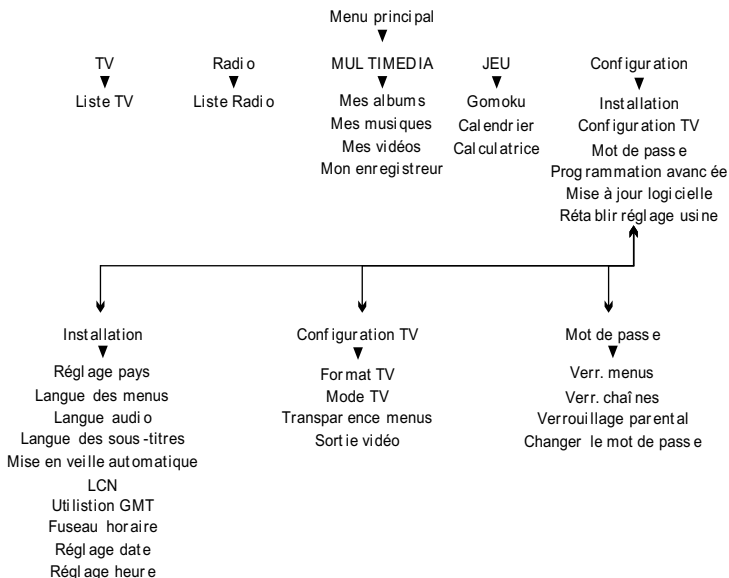 Menu principal
TV
Liste TV
Radio
Liste Radio
MULTIMEDIA
Mes albums
Mes musiques
Mes vidéos
Mon enregistreur
JEU
Gomoku
Calendrier
Calculatrice
Configuration
Installation
Configuration TV
Mot de passe
Programmation avancée
Mise à jour logicielle
Rétablir réglage usine
Installation
Réglage pays
Langue des menus
Langue audio
Langue des sous-titres
Mise en veille automatique
LCN
Utilistion GMT
Fuseau horaire
Réglage date
Réglage heure
Configuration TV
Format TV
Mode TV
Transparence menus
Sortie vidéo
Mot de passe
Verr. menus
Verr. chaînes
Verrouillage parental
Changer le mot de passe